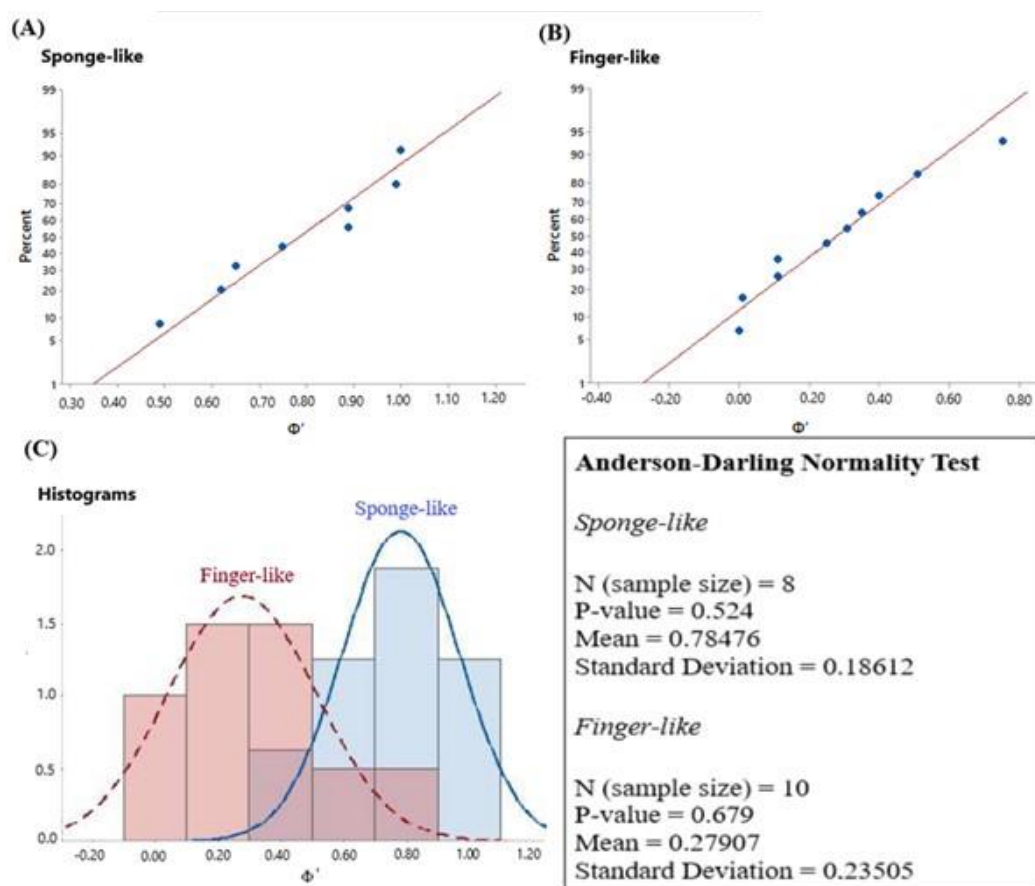 (A)
Sponge-like
99
95
90
80
70
60
50
40
30
20
10
5
1
Percent
0.30 0.40 0.50 0.60 0.70 0.80 0.90 1.00 1.10 1.20
Φ'
(B)
Finger-like
99
95
90
80
70
60
50
40
30
20
10
5
1
Percent
-0.40 -0.20 0.00 0.20 0.40 0.60 0.80
Φ'
(C)
Histograms
Sponge-like
Finger-like
2.0
1.5
1.0
0.5
0.0
-0.20 0.00 0.20 0.40 0.60 0.80 1.00 1.20
Φ'
Anderson-Darling Normality Test
Sponge-like
N (sample size) = 8
P-value = 0.524
Mean = 0.78476
Standard Deviation = 0.18612
Finger-like
N (sample size) = 10
P-value = 0.679
Mean = 0.27907
Standard Deviation = 0.23505